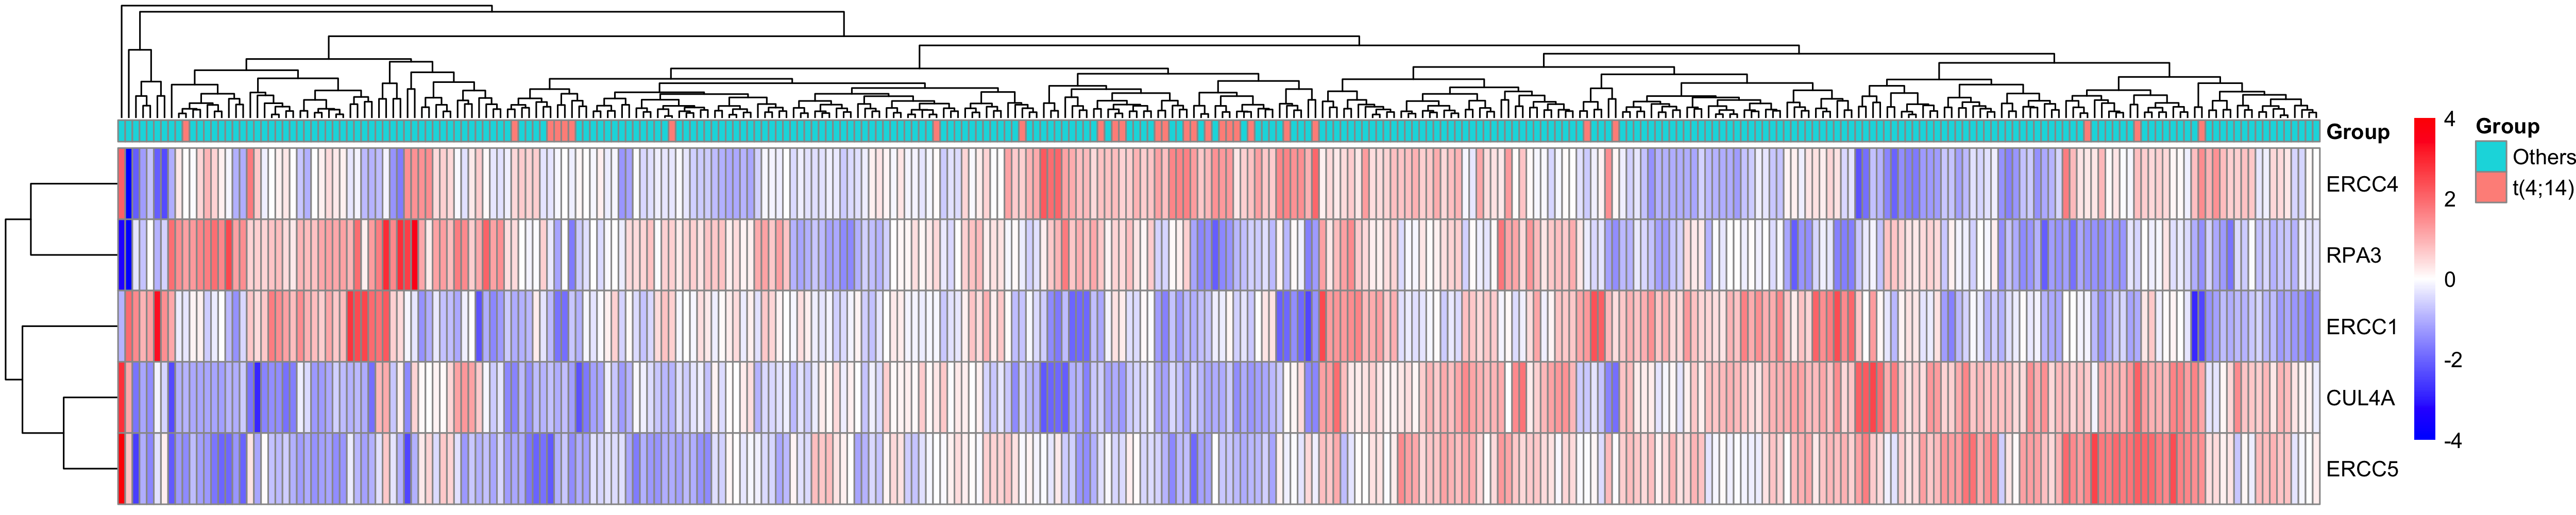 Group
ERCC4
RPA3
ERCC1
CUL4A
ERCC5
4
2
0
-2
-4
Group
Others
t(4;14)